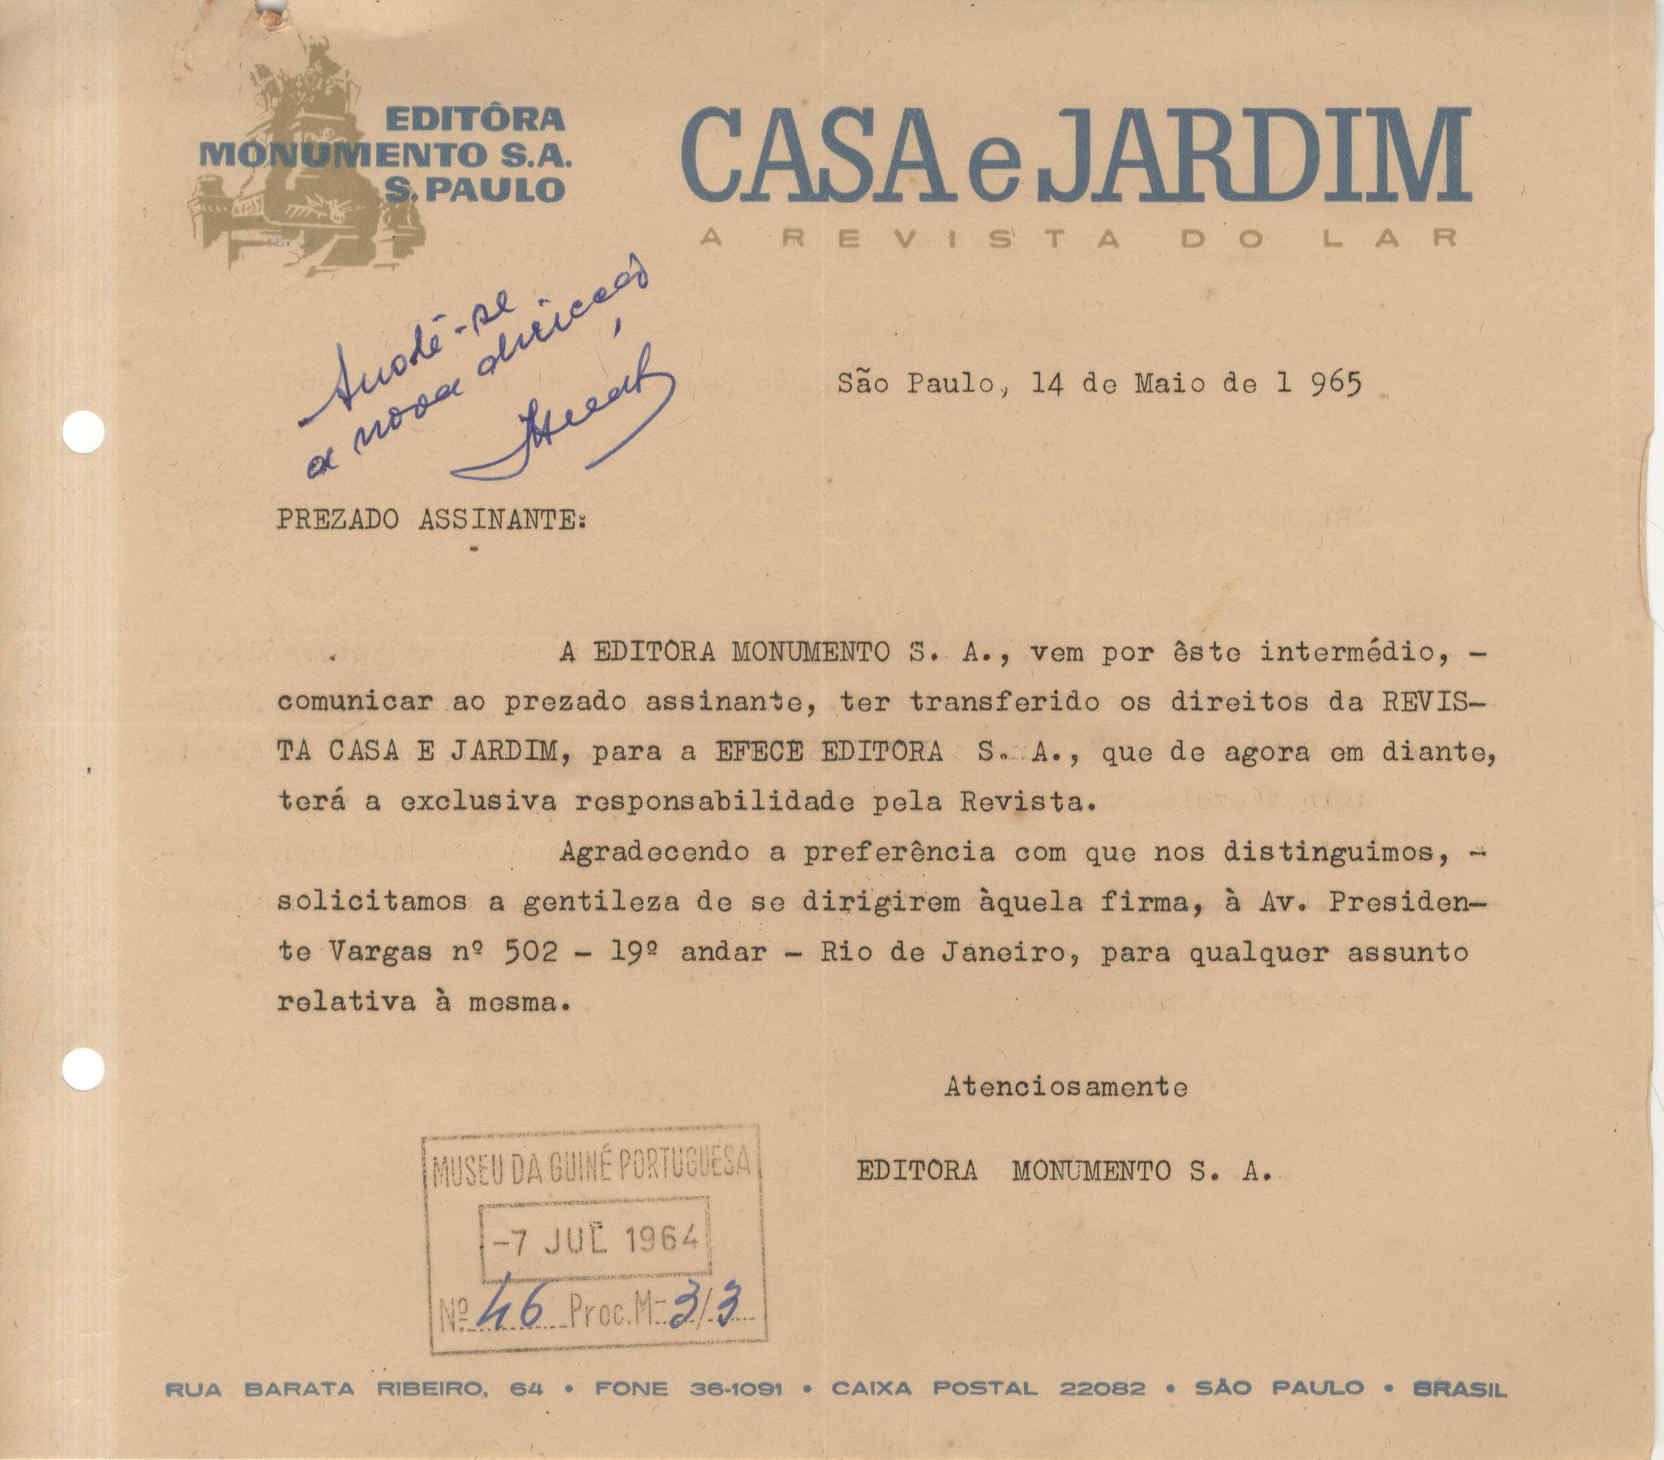 EDITÔRA
MONUMENTO S.A.
S. PAULO
CASA e JARDIM
A REVISTA DO LAR
Anote-se
a nova direcção
São Paulo, 14 de Maio de 1 965
PREZADO ASSINANTE:
A EDITÔRA MONUMENTO S. A., vem por êste intermédio, -
comunicar ao prezado assinante, ter transferido os direitos da REVIS-
TA CASA E JARDIM, para a EFECE EDITORA S. A., que de agora em diante,
terá a exclusiva responsabilidade pela Revista.
Agradecendo a preferência com que nos distinguimos, -
solicitamos a gentileza de se dirigirem àquela firma, à Av. Presiden-
te Vargas nº 502 - 19º andar - Rio de Janeiro, para qualquer assunto
relativa à mesma.
Atenciosamente
EDITORA MONUMENTO S. A.
MUSEU DA GUINÉ PORTUGUESA
-7 JUL 1964
Nº 46 Proc. M- 3/3
RUA BARATA RIBEIRO, 64 • FONE 36-1091 • CAIXA POSTAL 22082 • SÃO PAULO • BRASIL